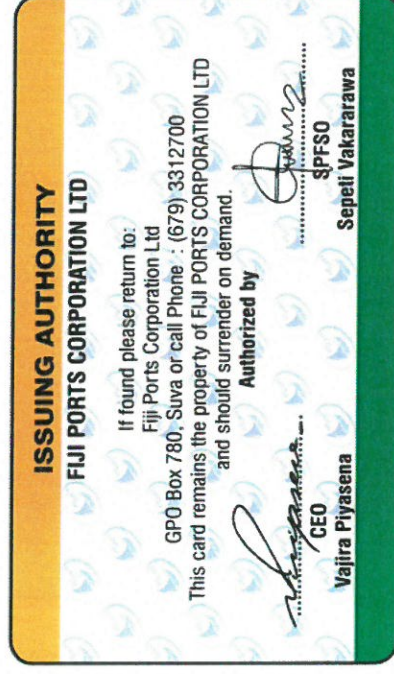 ISSUING AUTHORITY
FIJI PORTS CORPORATION LTD
If found please return to:
Fiji Ports Corporation Ltd
GPO Box 780, Suva or call Phone : (679) 3312700
This card remains the property of FIJI PORTS CORPORATION LTD
and should surrender on demand.
Authorized by
CEO
Vajira Piyasena
SPFSO
Sepeti Vakararawa